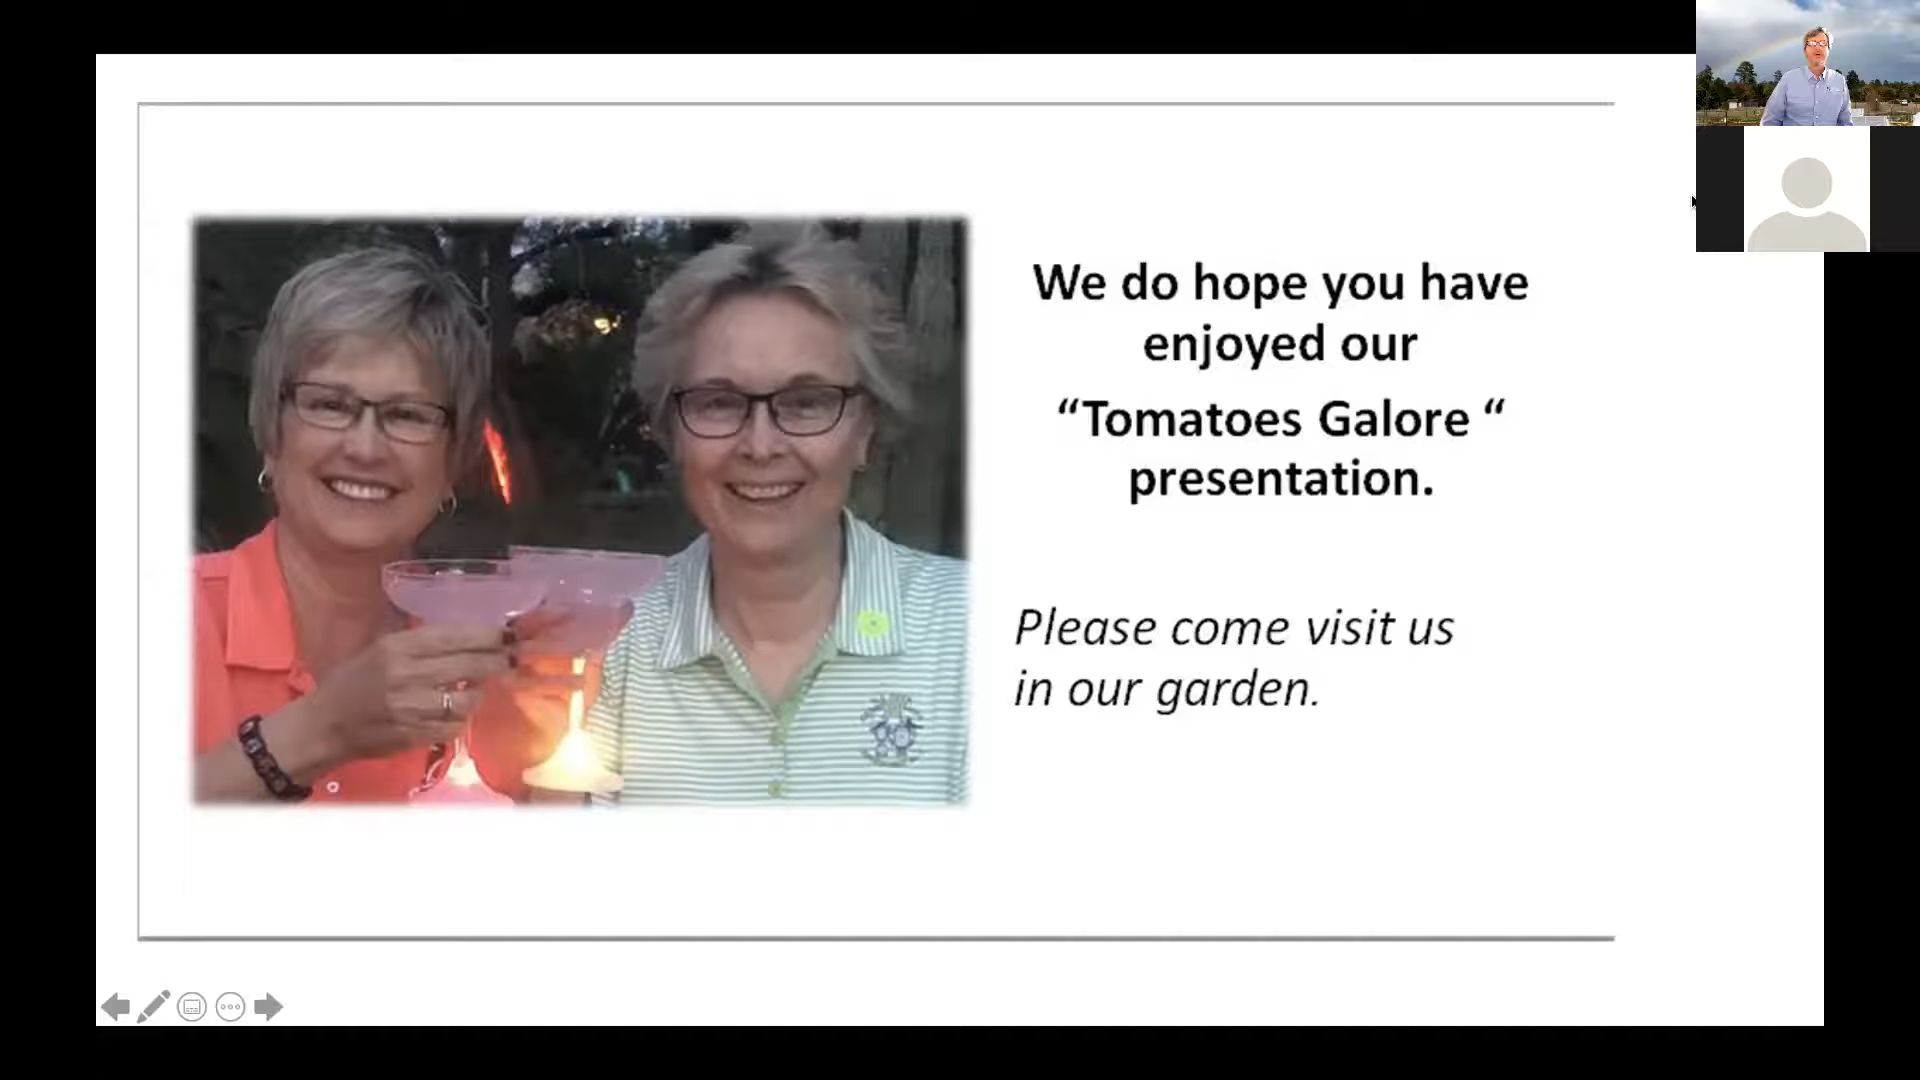 We do hope you have
enjoyed our
“Tomatoes Galore “
presentation.
Please come visit us
in our garden.